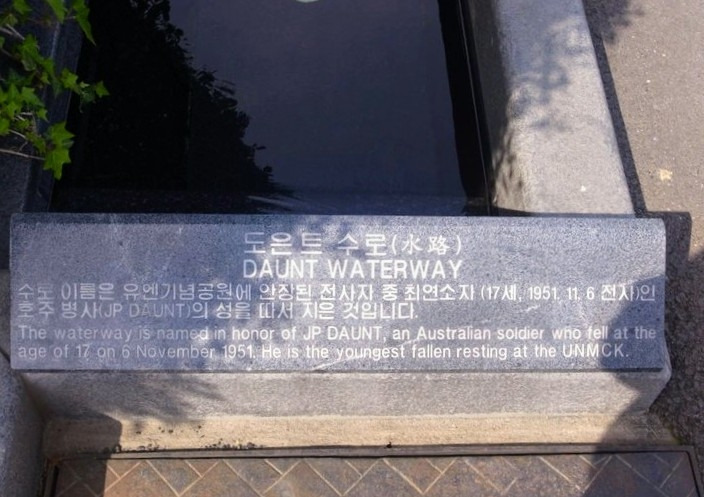 도은트 수로(水路)
DAUNT WATERWAY
수로 이름은 유엔기념공원에 안장된 전사자 중 최연소자 (17세, 1951. 11. 6 전사)인
호주 병사(JP DAUNT)의 성을 따서 지은 것입니다.
The waterway is named in honor of JP DAUNT, an Australian soldier who fell at the
age of 17 on 6 November 1951. He is the youngest fallen resting at the UNMCK.